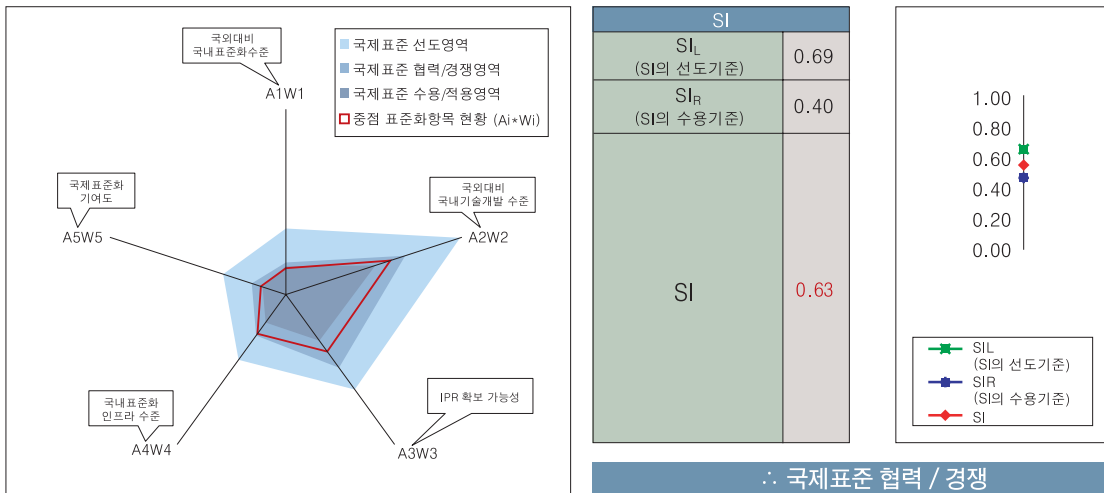 국외대비
국내표준화수준
A1W1
국제표준 선도영역
국제표준 협력/경쟁영역
국제표준 수용/적용영역
중점 표준화항목 현황 (Ai*Wi)
국제표준화
기여도
A5W5
국외대비
국내기술개발 수준
A2W2
국내표준화
인프라 수준
A4W4
IPR 확보 가능성
A3W3
SI
SIL
(SI의 선도기준)
0.69
SIR
(SI의 수용기준)
0.40
SI
0.63
1.00
0.80
0.60
0.40
0.20
0.00
SIL
(SI의 선도기준)
SIR
(SI의 수용기준)
SI
∴ 국제표준 협력 / 경쟁